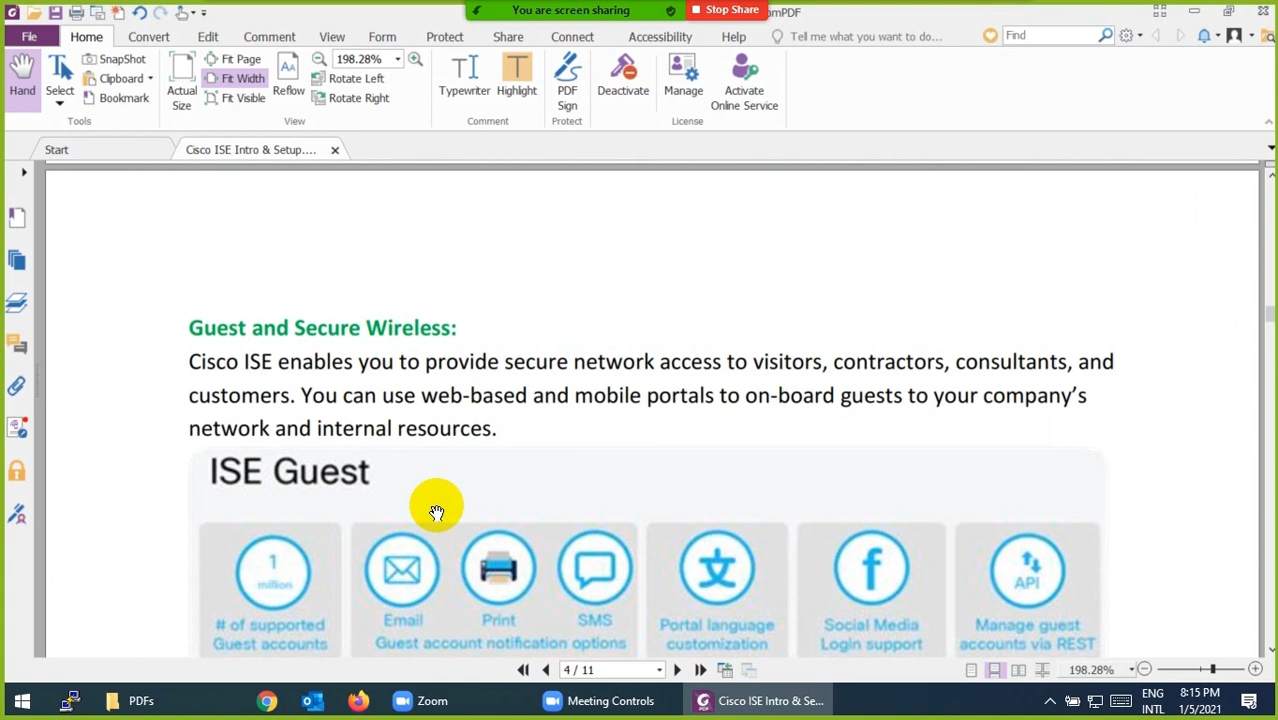 You are screen sharing
Stop Share
omPDF
File
Home
Convert
Edit
Comment
View
Form
Protect
Share
Connect
Accessibility
Help
Tell me what you want to do...
Find
Hand
Select
SnapShot
Clipboard
Bookmark
Tools
Actual
Size
Fit Page
Fit Width
Fit Visible
Reflow
198.28%
Rotate Left
Rotate Right
View
Typewriter
Highlight
Comment
PDF
Sign
Protect
Deactivate
Manage
Activate
Online Service
License
Start
Cisco ISE Intro & Setup....
Guest and Secure Wireless:
Cisco ISE enables you to provide secure network access to visitors, contractors, consultants, and
customers. You can use web-based and mobile portals to on-board guests to your company's
network and internal resources.
ISE Guest
1
million
# of supported
Guest accounts
Email
Print
SMS
Guest account notification options
文
Portal language
customization
f
Social Media
Login support
API
Manage guest
accounts via REST
4 / 11
198.28%
PDFs
Zoom
Meeting Controls
Cisco ISE Intro & Se...
ENG
INTL
8:15 PM
1/5/2021